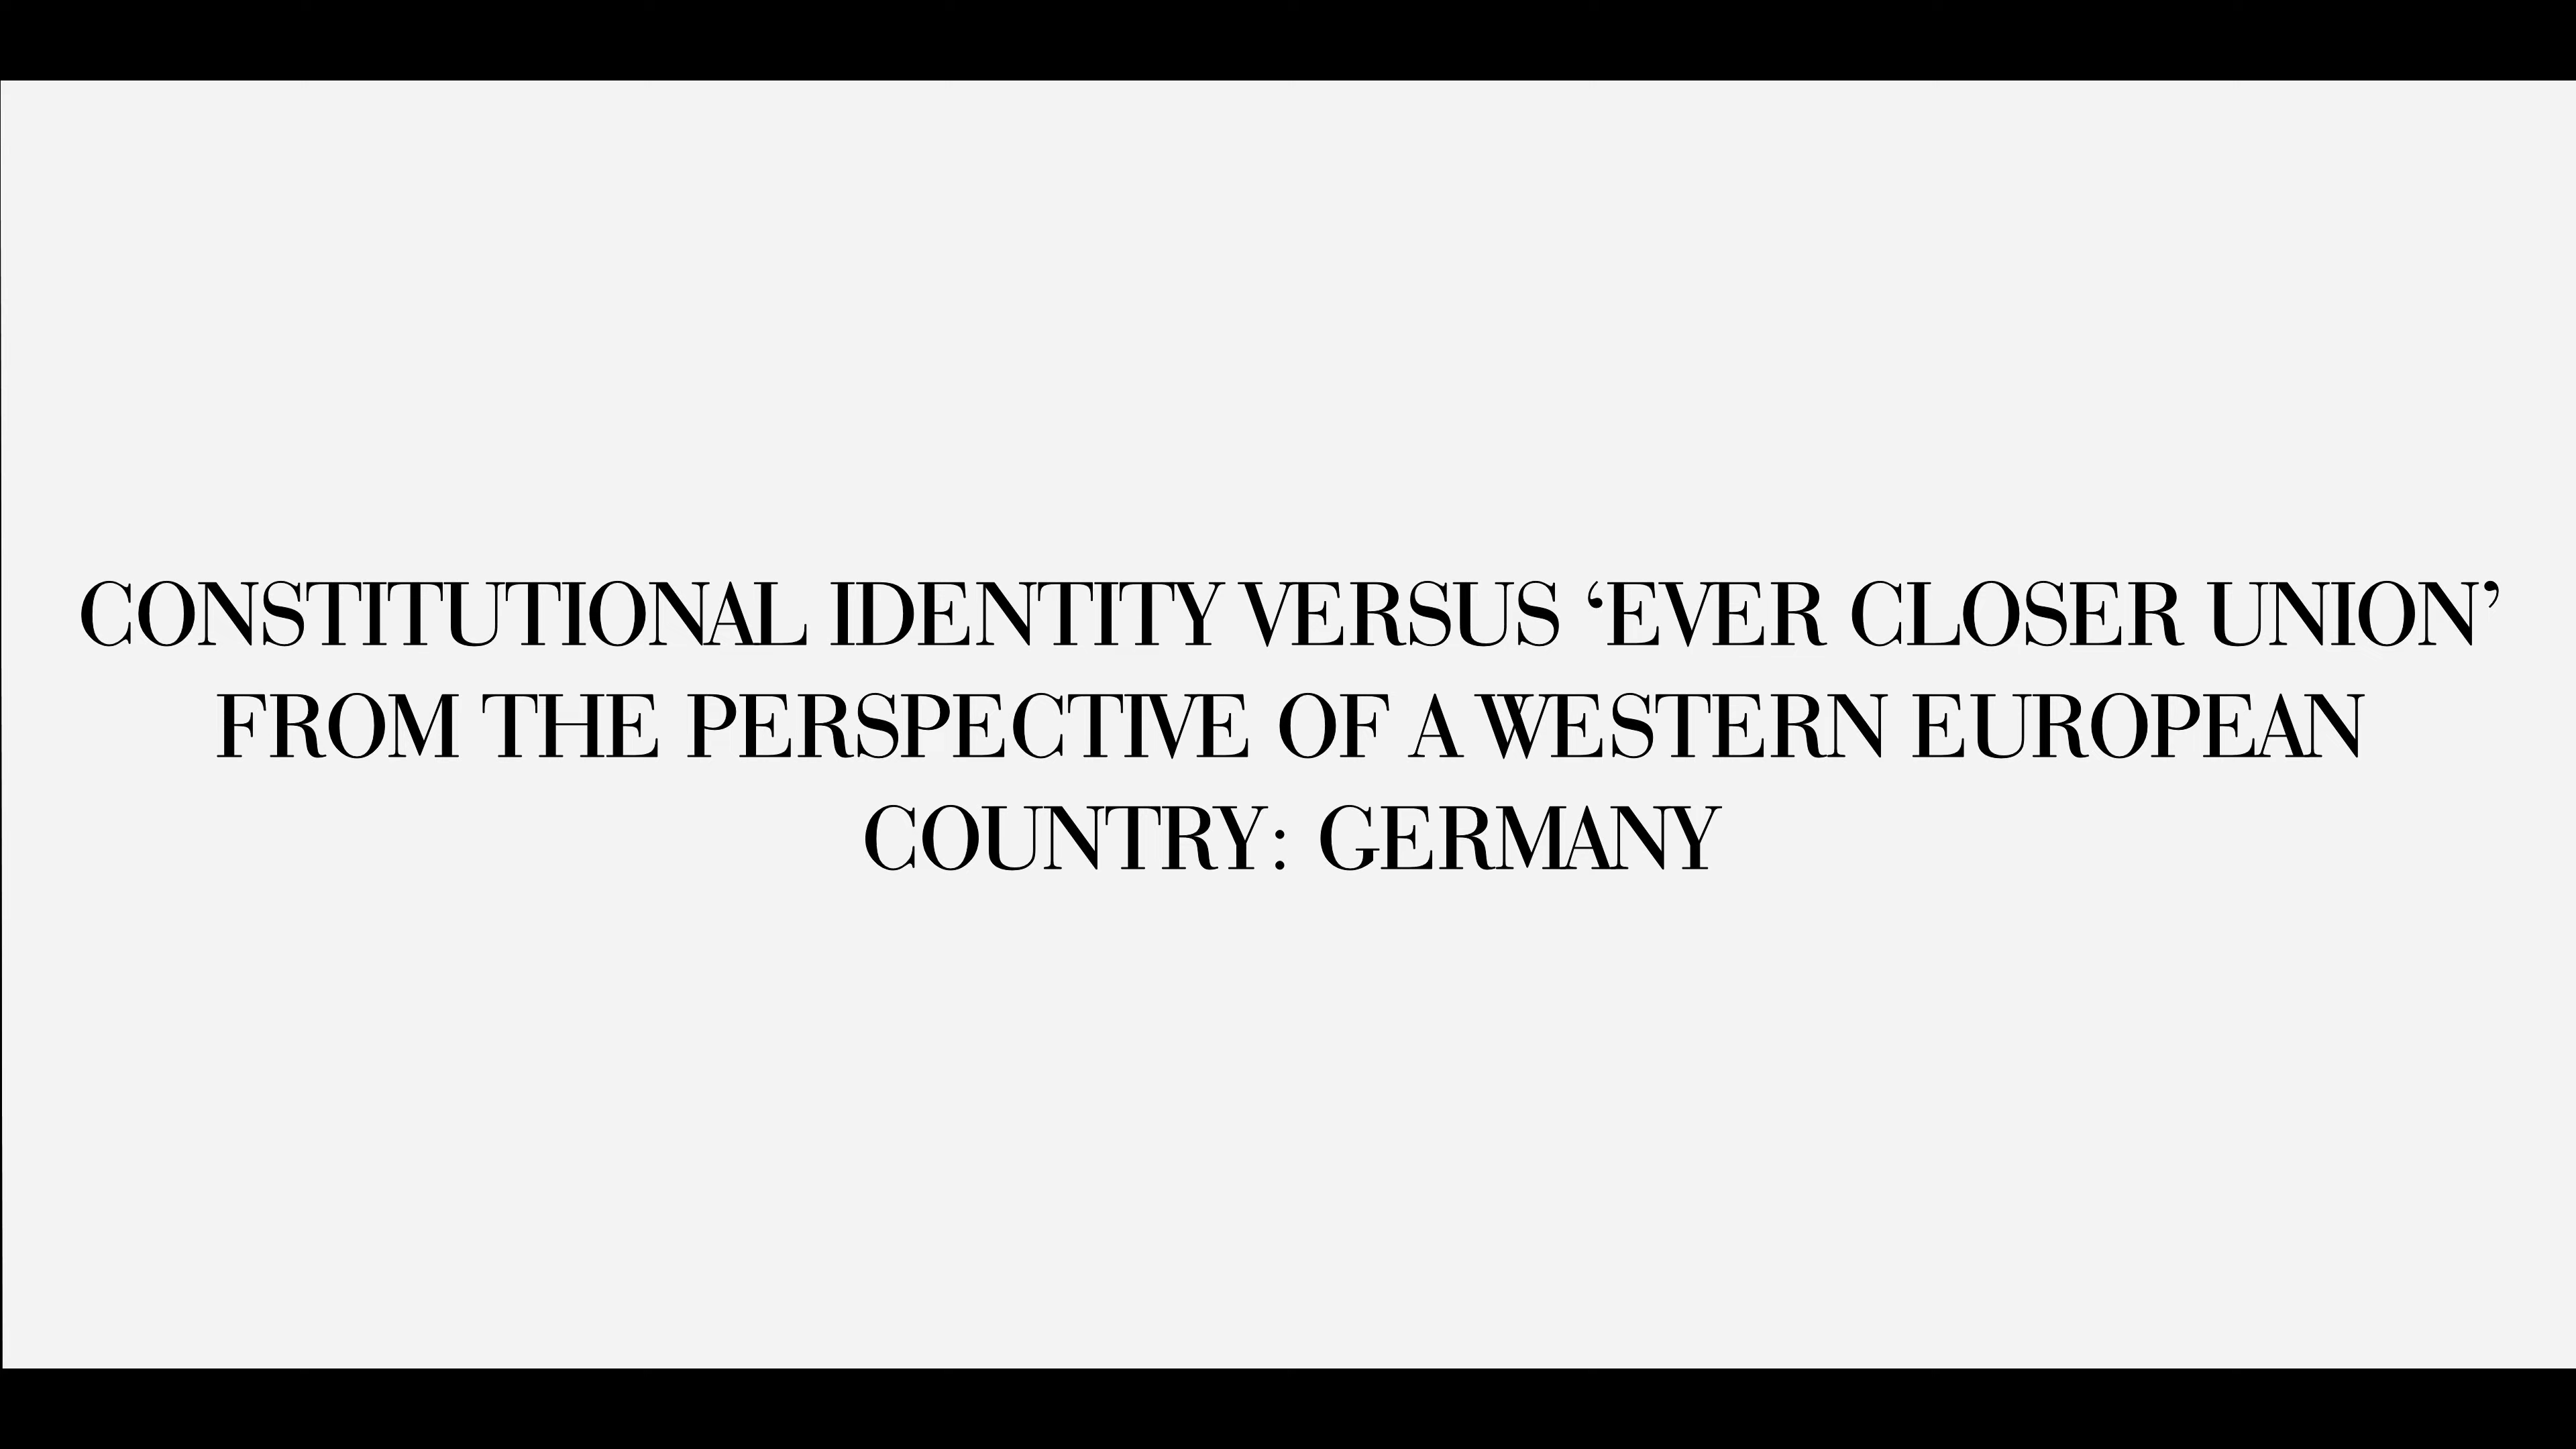 CONSTITUTIONAL IDENTITY VERSUS ‘EVER CLOSER UNION’
FROM THE PERSPECTIVE OF A WESTERN EUROPEAN
COUNTRY: GERMANY